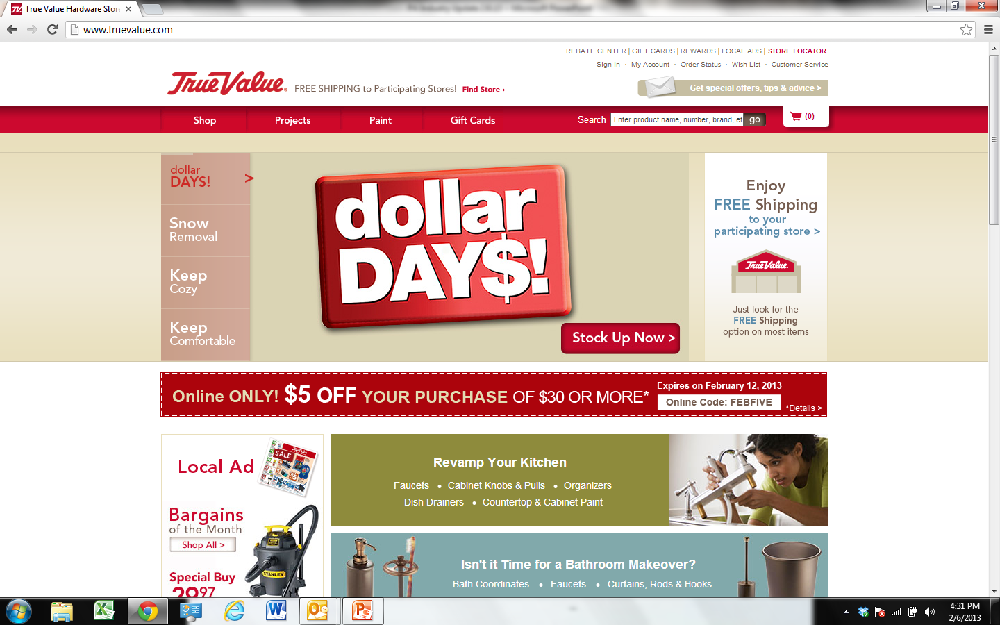 True Value Hardware Stor
www.truevalue.com
REBATE CENTER | GIFT CARDS | REWARDS | LOCAL ADS | STORE LOCATOR
Sign In · My Account · Order Status · Wish List · Customer Service
True Value®
FREE SHIPPING to Participating Stores! Find Store ›
Get special offers, tips & advice >
Shop
Projects
Paint
Gift Cards
Search
Enter product name, number, brand, et
go
(0)
dollar
DAYS!
>
Snow
Removal
Keep
Cozy
Keep
Comfortable
dollar
DAY$!
Stock Up Now >
Enjoy
FREE Shipping
to your
participating store >
True Value.
Just look for the
FREE Shipping
option on most items
Online ONLY! $5 OFF YOUR PURCHASE OF $30 OR MORE*
Expires on February 12, 2013
Online Code: FEBFIVE
*Details >
Local Ad
True Value
SALE
Bargains
of the Month
Shop All >
STANLEY
Special Buy
29.97
Revamp Your Kitchen
Faucets • Cabinet Knobs & Pulls • Organizers
Dish Drainers • Countertop & Cabinet Paint
Isn't it Time for a Bathroom Makeover?
Bath Coordinates • Faucets • Curtains, Rods & Hooks
4:31 PM
2/6/2013